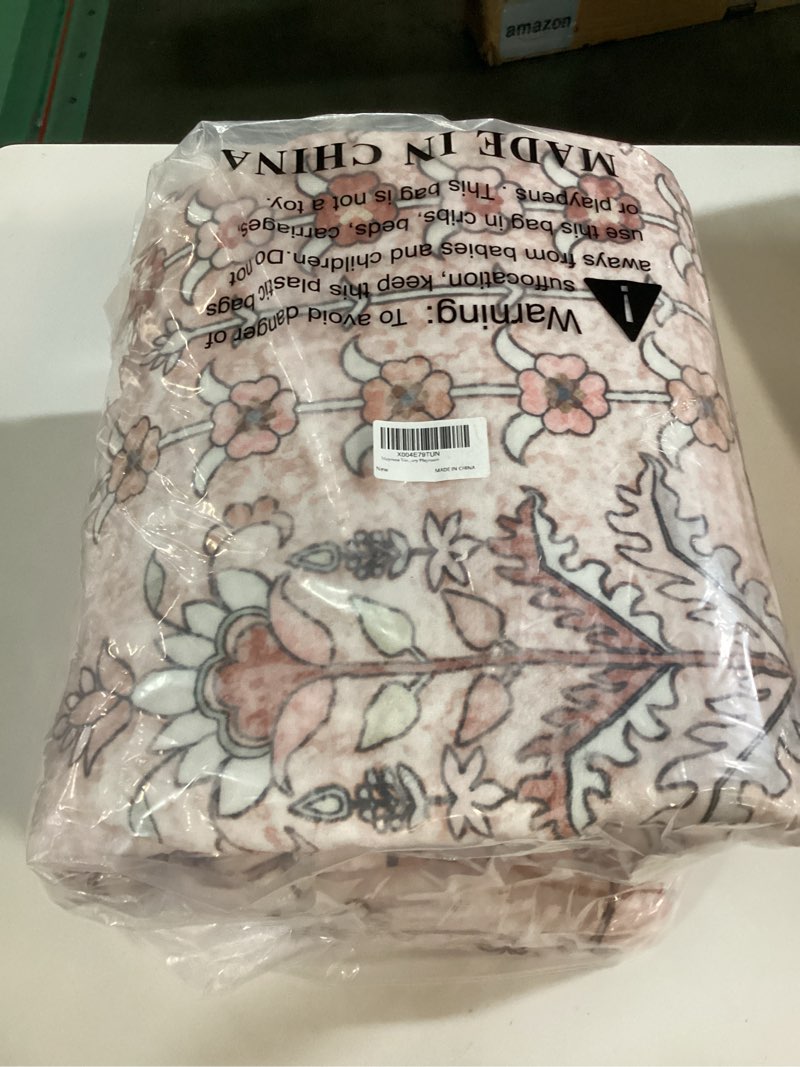 amazon
Warning: To avoid danger of
suffocation, keep this plastic bags
aways from babies and children. Do not
use this bag in cribs, beds, carriages,
or playpens. This bag is not a toy.
MADE IN CHINA
X004E79TUN
New
MADE IN CHINA